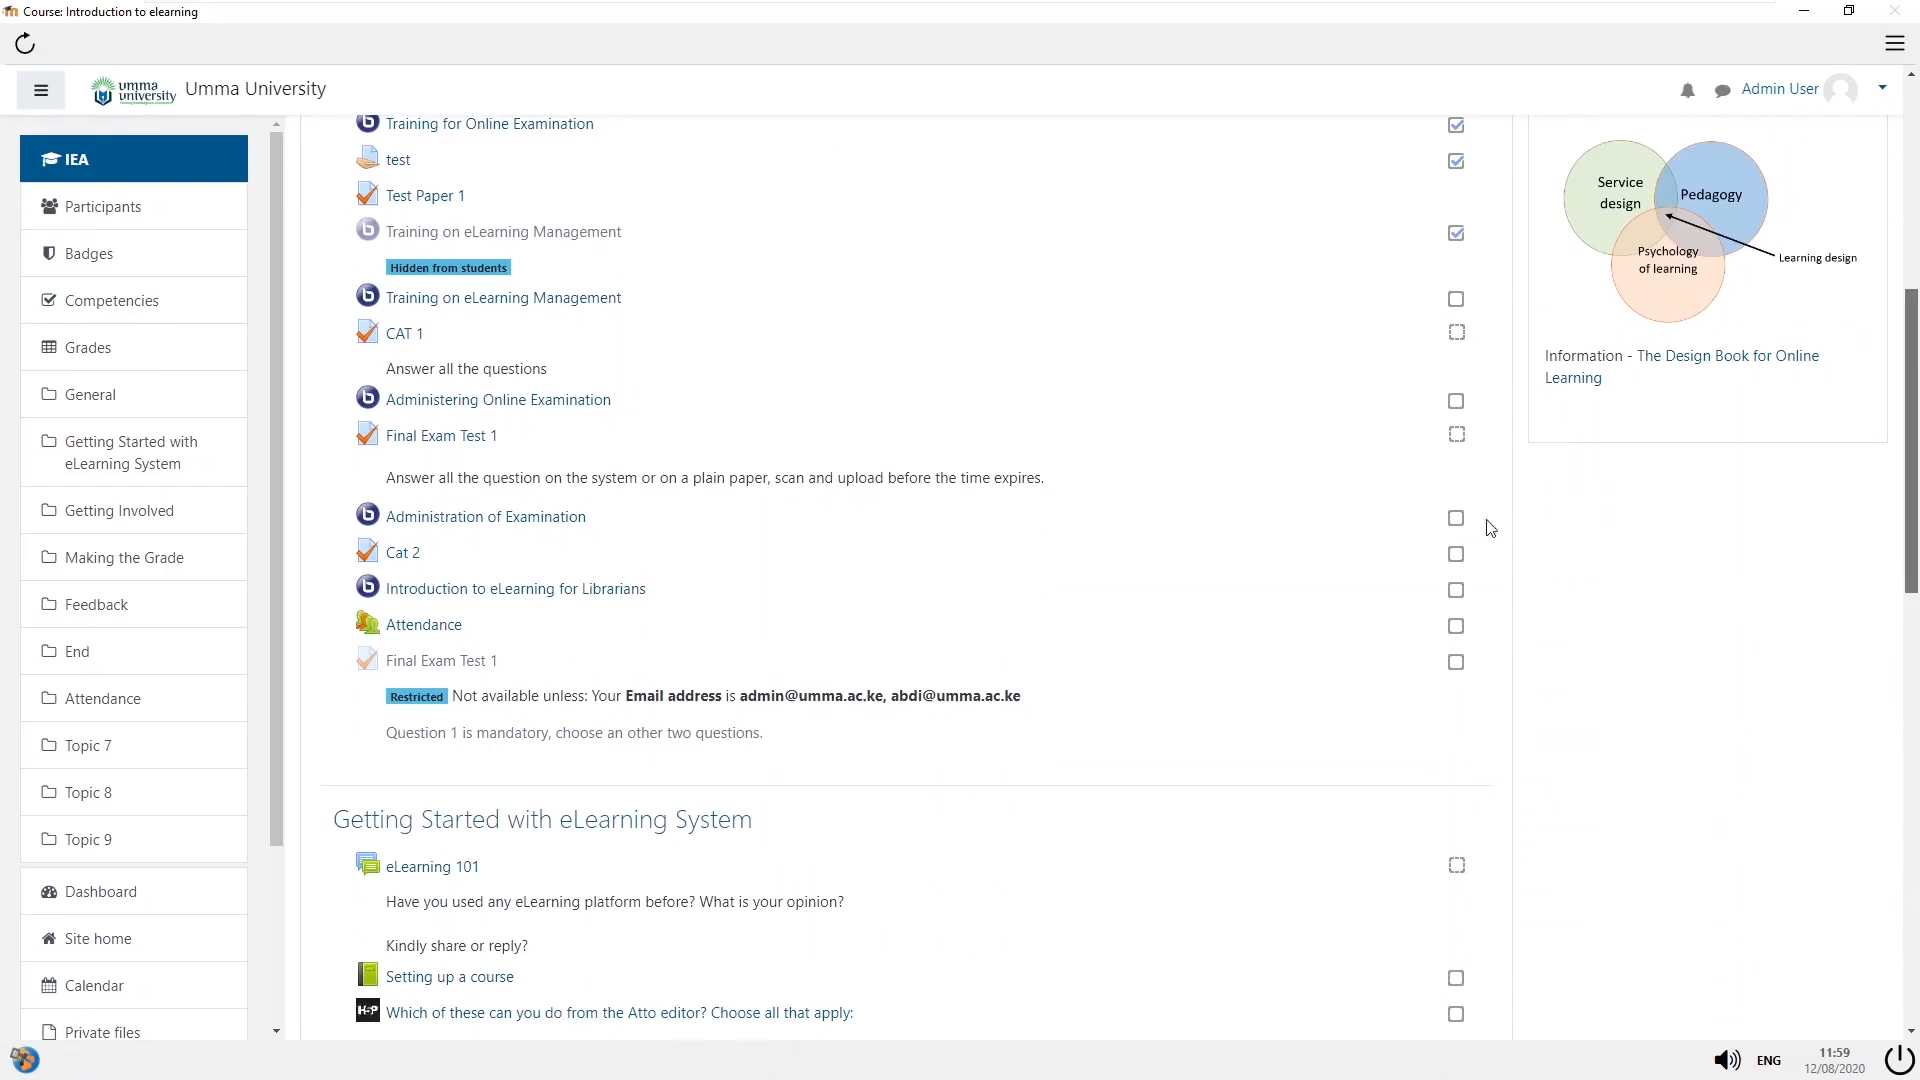 Course: Introduction to elearning
umma
university
Umma University
Admin User
IEA
Participants
Badges
Competencies
Grades
General
Getting Started with
eLearning System
Getting Involved
Making the Grade
Feedback
End
Attendance
Topic 7
Topic 8
Topic 9
Dashboard
Site home
Calendar
Private files
Training for Online Examination
test
Test Paper 1
Training on eLearning Management
Hidden from students
Training on eLearning Management
CAT 1
Answer all the questions
Administering Online Examination
Final Exam Test 1
Answer all the question on the system or on a plain paper, scan and upload before the time expires.
Administration of Examination
Cat 2
Introduction to eLearning for Librarians
Attendance
Final Exam Test 1
Restricted Not available unless: Your Email address is admin@umma.ac.ke, abdi@umma.ac.ke
Question 1 is mandatory, choose an other two questions.
Getting Started with eLearning System
eLearning 101
Have you used any eLearning platform before? What is your opinion?
Kindly share or reply?
Setting up a course
H-P Which of these can you do from the Atto editor? Choose all that apply:
Service
design
Pedagogy
Psychology
of learning
Learning design
Information - The Design Book for Online
Learning
ENG
11:59
12/08/2020